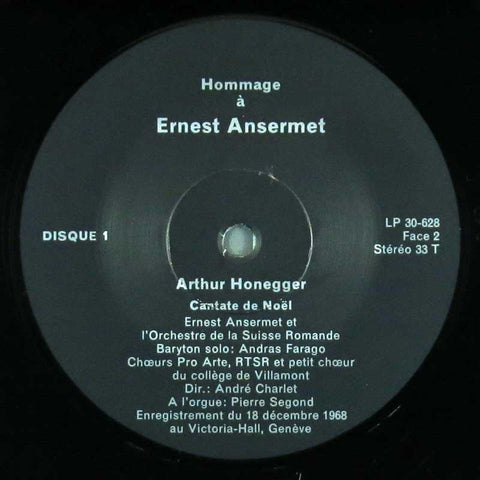 Hommage
à
Ernest Ansermet
DISQUE 1
LP 30-628
Face 2
Stéréo 33 T
Arthur Honegger
Cantate de Noël
Ernest Ansermet et
l'Orchestre de la Suisse Romande
Baryton solo: Andras Farago
Chœurs Pro Arte, RTSR et petit chœur
du collège de Villamont
Dir.: André Charlet
A l'orgue: Pierre Segond
Enregistrement du 18 décembre 1968
au Victoria-Hall, Genève